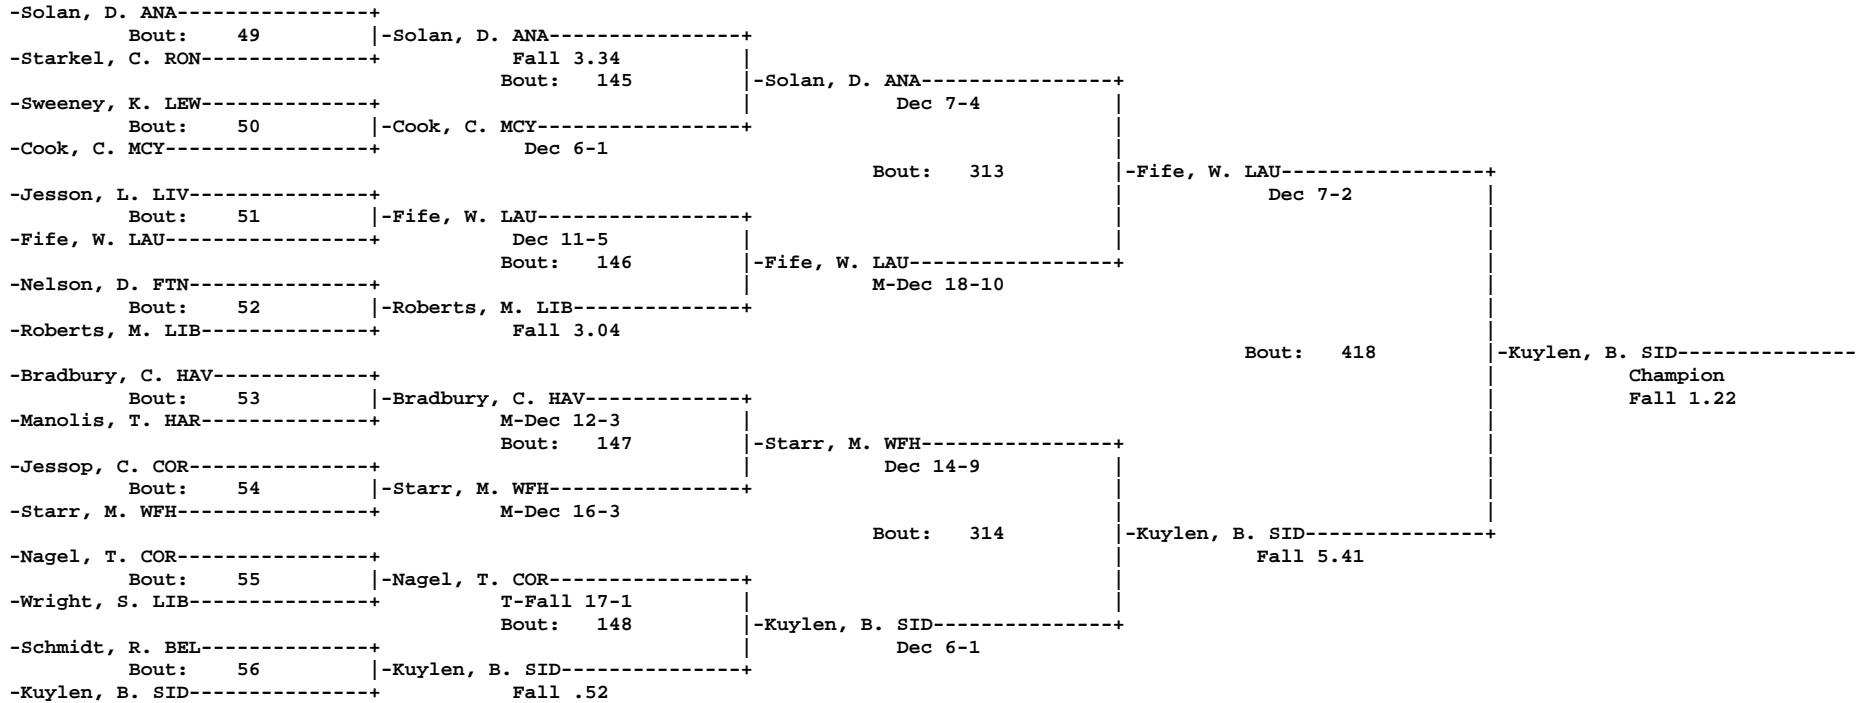 -Solan, D. ANA----------------+
Bout: 49 |-Solan, D. ANA----------------+
-Starkel, C. RON--------------+ Fall 3.34 |
Bout: 145 |-Solan, D. ANA----------------+
-Sweeney, K. LEW--------------+ | Dec 7-4 |
Bout: 50 |-Cook, C. MCY-----------------+ |
-Cook, C. MCY-----------------+ Dec 6-1 |
Bout: 313 |-Fife, W. LAU-----------------+
-Jesson, L. LIV---------------+ | Dec 7-2 |
Bout: 51 |-Fife, W. LAU-----------------+ | |
-Fife, W. LAU-----------------+ Dec 11-5 | | |
Bout: 146 |-Fife, W. LAU-----------------+ |
-Nelson, D. FTN---------------+ | M-Dec 18-10 |
Bout: 52 |-Roberts, M. LIB--------------+ |
-Roberts, M. LIB--------------+ Fall 3.04 |
Bout: 418 |-Kuylen, B. SID---------------
-Bradbury, C. HAV-------------+ | Champion
Bout: 53 |-Bradbury, C. HAV-------------+ | Fall 1.22
-Manolis, T. HAR--------------+ M-Dec 12-3 | |
Bout: 147 |-Starr, M. WFH----------------+ |
-Jessop, C. COR---------------+ | Dec 14-9 | |
Bout: 54 |-Starr, M. WFH----------------+ | |
-Starr, M. WFH----------------+ M-Dec 16-3 | |
Bout: 314 |-Kuylen, B. SID---------------+
-Nagel, T. COR----------------+ | Fall 5.41
Bout: 55 |-Nagel, T. COR----------------+ |
-Wright, S. LIB---------------+ T-Fall 17-1 | |
Bout: 148 |-Kuylen, B. SID---------------+
-Schmidt, R. BEL--------------+ | Dec 6-1
Bout: 56 |-Kuylen, B. SID---------------+
-Kuylen, B. SID---------------+ Fall .52